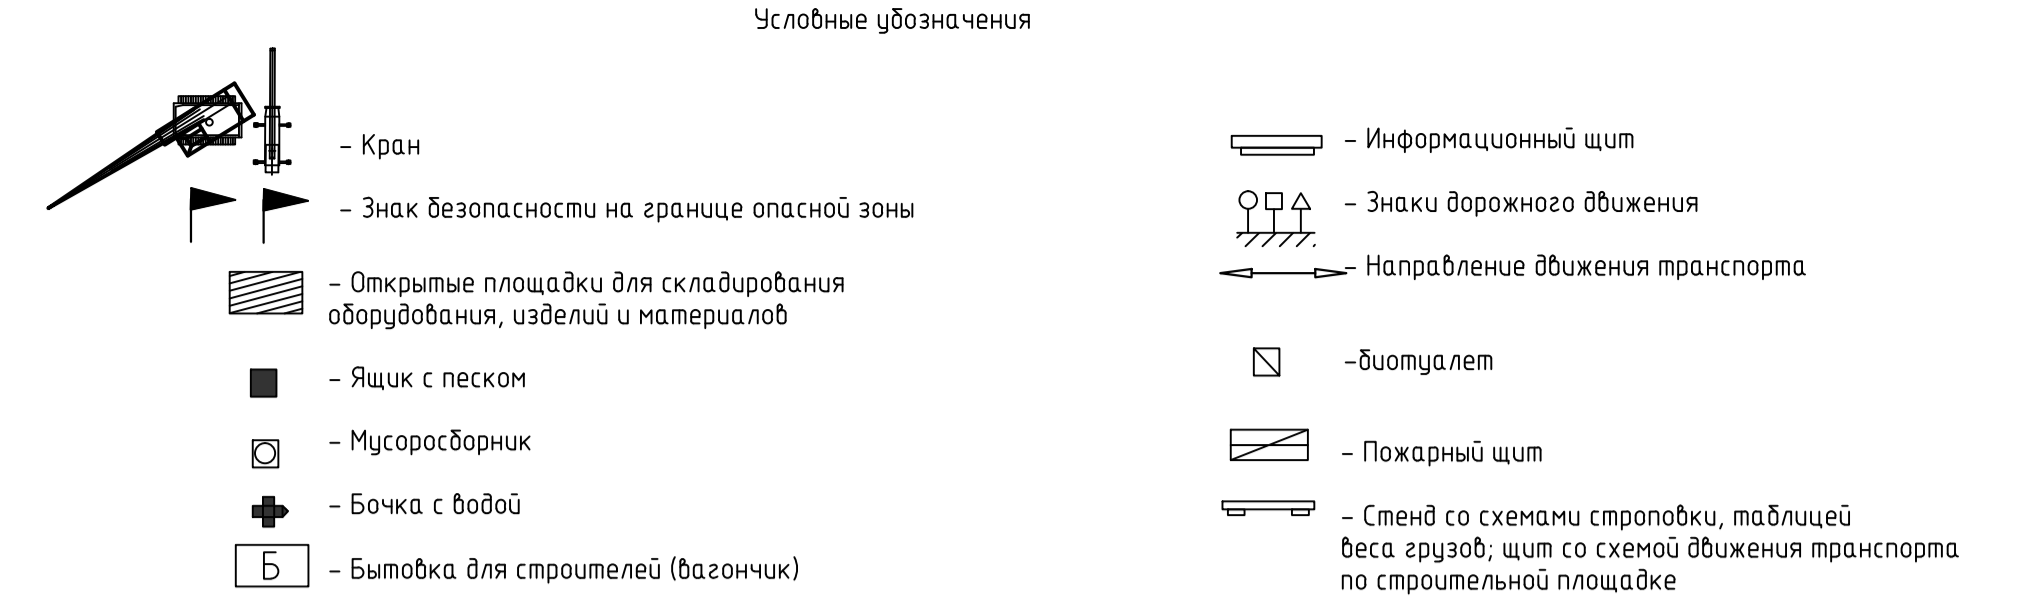 Условные обозначения
– Кран
– Знак безопасности на границе опасной зоны
– Открытые площадки для складирования
оборудования, изделий и материалов
– Ящик с песком
– Мусоросборник
– Бочка с водой
Б
– Бытовка для строителей (вагончик)
– Информационный щит
– Знаки дорожного движения
– Направление движения транспорта
–биотуалет
– Пожарный щит
– Стенд со схемами строповки, таблицей
веса грузов; щит со схемой движения транспорта
по строительной площадке